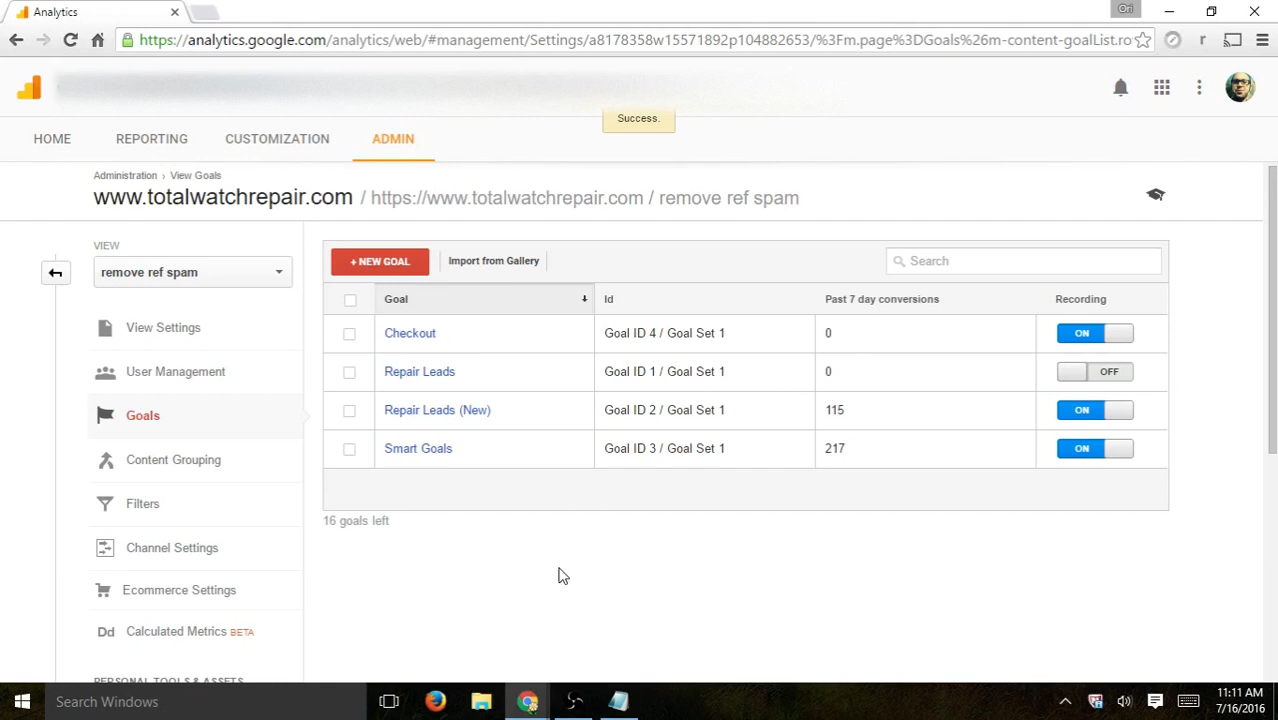 Analytics
Ori
https://analytics.google.com/analytics/web/#management/Settings/a8178358w15571892p104882653/%3Fm.page%3DGoals%26m-content-goalList.ro
Success.
HOME REPORTING CUSTOMIZATION ADMIN
Administration › View Goals
www.totalwatchrepair.com / https://www.totalwatchrepair.com / remove ref spam
VIEW
remove ref spam
View Settings
User Management
Goals
Content Grouping
Filters
Channel Settings
Ecommerce Settings
Dd Calculated Metrics BETA
PERSONAL TOOLS & ASSETS
+ NEW GOAL Import from Gallery Search
Goal Id Past 7 day conversions Recording
Checkout Goal ID 4 / Goal Set 1 0 ON
Repair Leads Goal ID 1 / Goal Set 1 0 OFF
Repair Leads (New) Goal ID 2 / Goal Set 1 115 ON
Smart Goals Goal ID 3 / Goal Set 1 217 ON
16 goals left
Search Windows
11:11 AM
7/16/2016